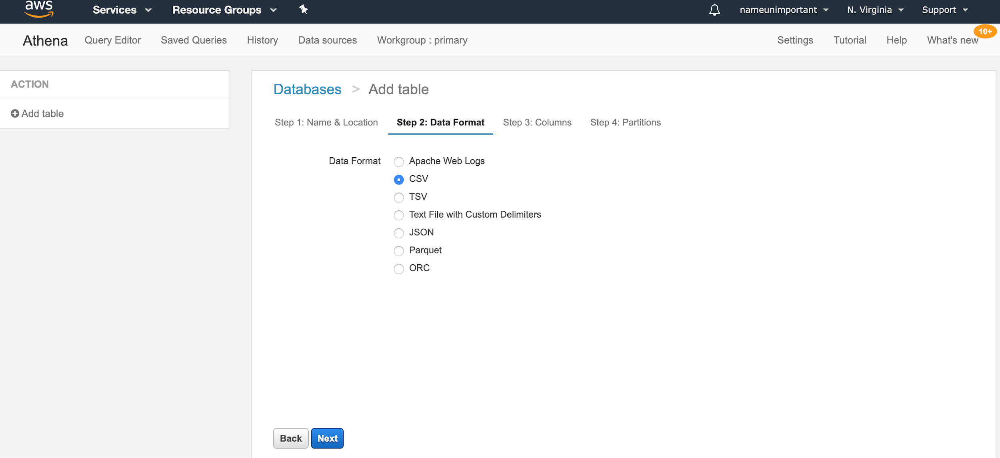 aws Services Resource Groups nameunimportant N. Virginia Support
10+
Athena Query Editor Saved Queries History Data sources Workgroup : primary Settings Tutorial Help What's new
ACTION
Add table
Databases > Add table
Step 1: Name & Location Step 2: Data Format Step 3: Columns Step 4: Partitions
Data Format Apache Web Logs
CSV
TSV
Text File with Custom Delimiters
JSON
Parquet
ORC
Back Next